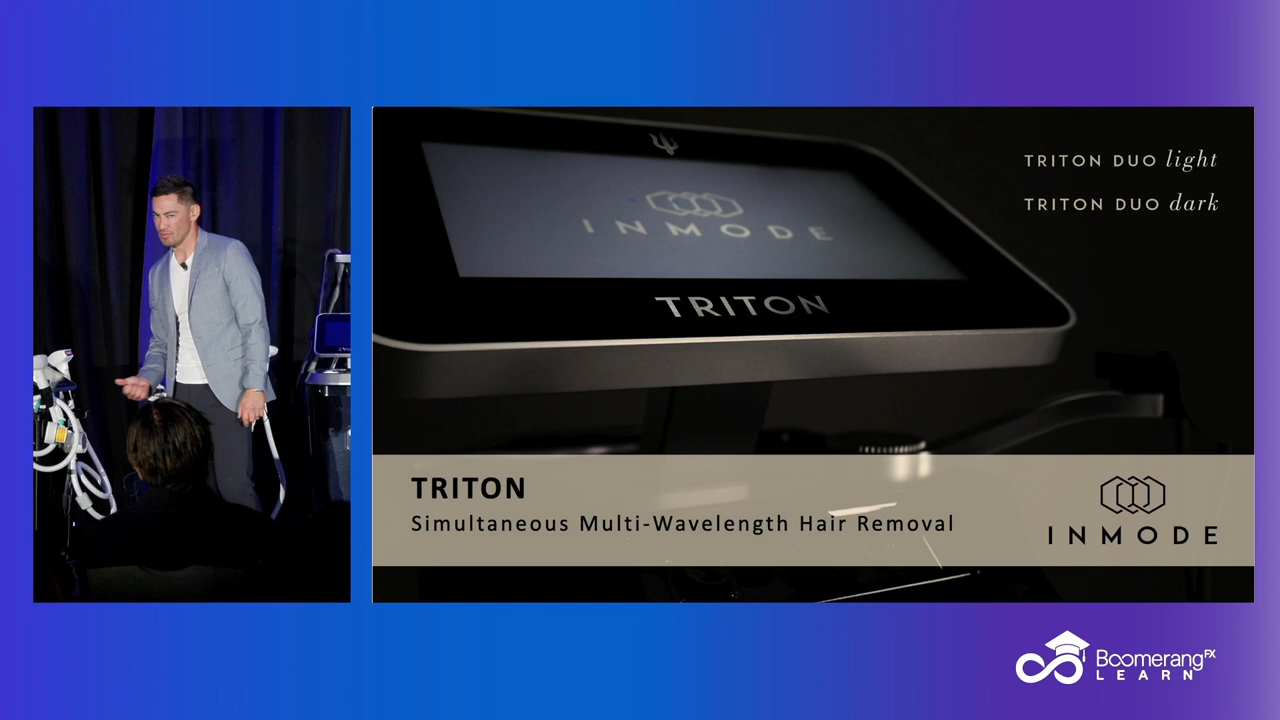 TRITON DUO light
TRITON DUO dark
INMODE
TRITON
TRITON
Simultaneous Multi-Wavelength Hair Removal
INMODE
BoomerangFX
LEARN